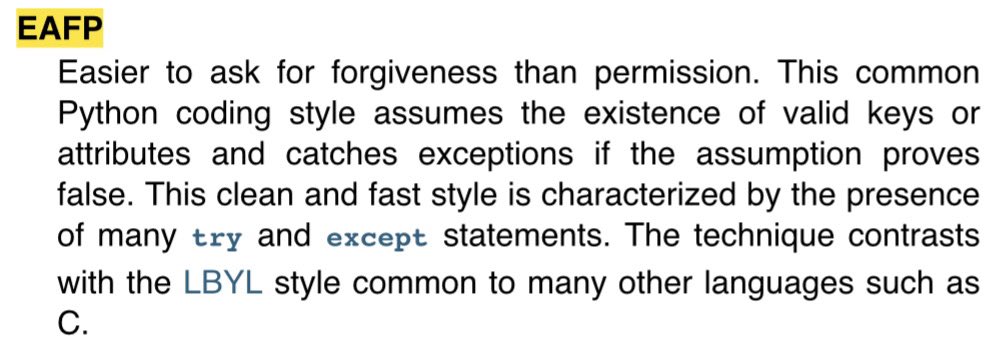 EAFP
Easier to ask for forgiveness than permission. This common
Python coding style assumes the existence of valid keys or
attributes and catches exceptions if the assumption proves
false. This clean and fast style is characterized by the presence
of many try and except statements. The technique contrasts
with the LBYL style common to many other languages such as
C.